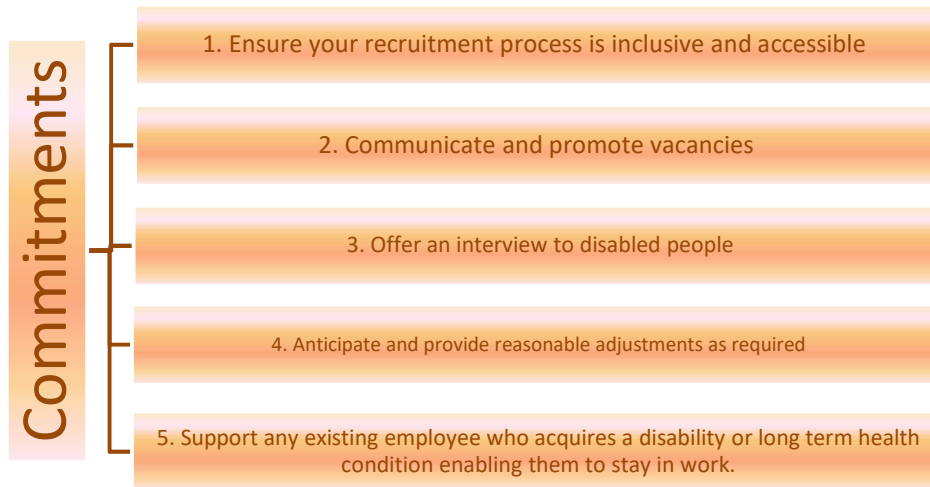 Commitments
1. Ensure your recruitment process is inclusive and accessible
2. Communicate and promote vacancies
3. Offer an interview to disabled people
4. Anticipate and provide reasonable adjustments as required
5. Support any existing employee who acquires a disability or long term health
condition enabling them to stay in work.